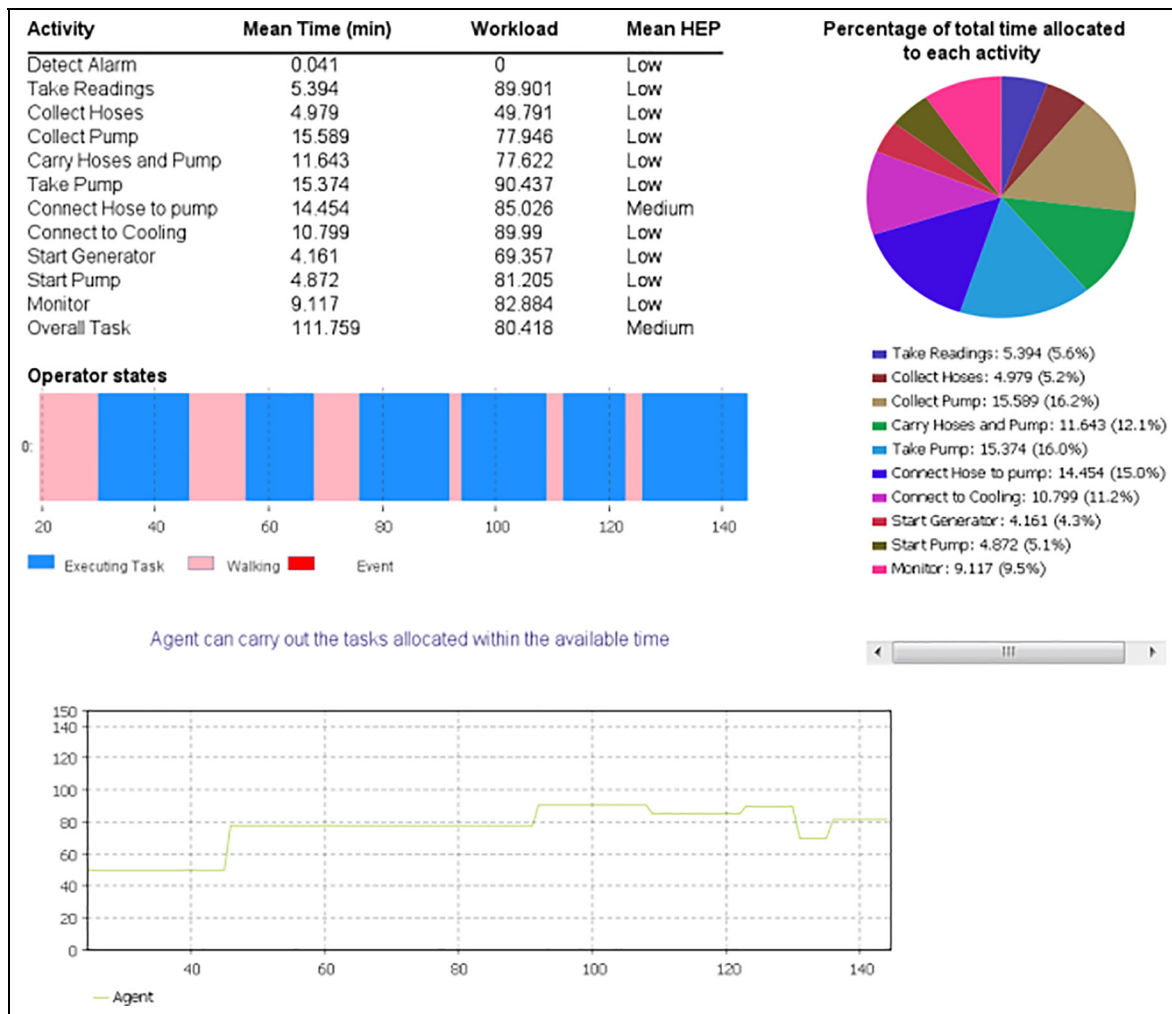 Activity Mean Time (min) Workload Mean HEP
Detect Alarm 0.041 0 Low
Take Readings 5.394 89.901 Low
Collect Hoses 4.979 49.791 Low
Collect Pump 15.589 77.946 Low
Carry Hoses and Pump 11.643 77.622 Low
Take Pump 15.374 90.437 Low
Connect Hose to pump 14.454 85.026 Medium
Connect to Cooling 10.799 89.99 Low
Start Generator 4.161 69.357 Low
Start Pump 4.872 81.205 Low
Monitor 9.117 82.884 Low
Overall Task 111.759 80.418 Medium
Percentage of total time allocated
to each activity
Take Readings: 5.394 (5.6%)
Collect Hoses: 4.979 (5.2%)
Collect Pump: 15.589 (16.2%)
Carry Hoses and Pump: 11.643 (12.1%)
Take Pump: 15.374 (16.0%)
Connect Hose to pump: 14.454 (15.0%)
Connect to Cooling: 10.799 (11.2%)
Start Generator: 4.161 (4.3%)
Start Pump: 4.872 (5.1%)
Monitor: 9.117 (9.5%)
Operator states
0:
20 40 60 80 100 120 140
Executing Task Walking Event
Agent can carry out the tasks allocated within the available time
150
140
120
100
80
60
40
20
0
40 60 80 100 120 140
Agent